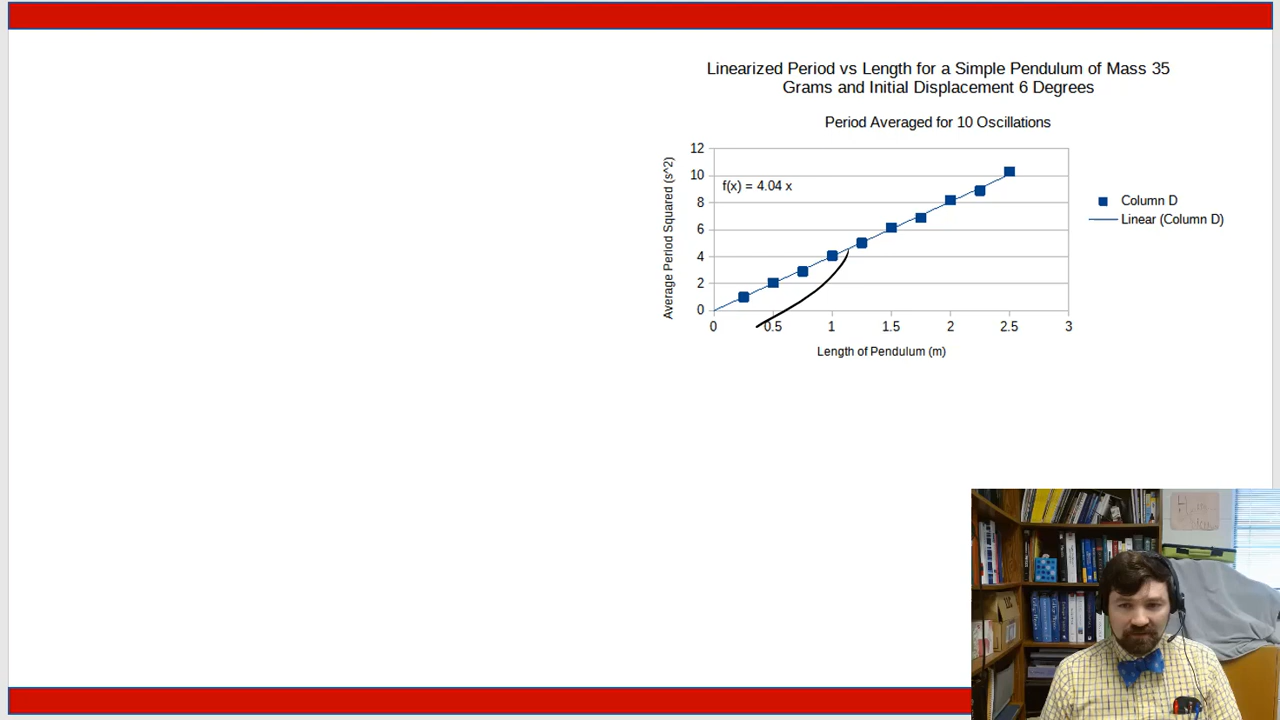 Linearized Period vs Length for a Simple Pendulum of Mass 35
Grams and Initial Displacement 6 Degrees
Period Averaged for 10 Oscillations
Average Period Squared (s^2)
12
10
8
6
4
2
0
f(x) = 4.04 x
0
0.5
1
1.5
2
2.5
3
Length of Pendulum (m)
Column D
Linear (Column D)